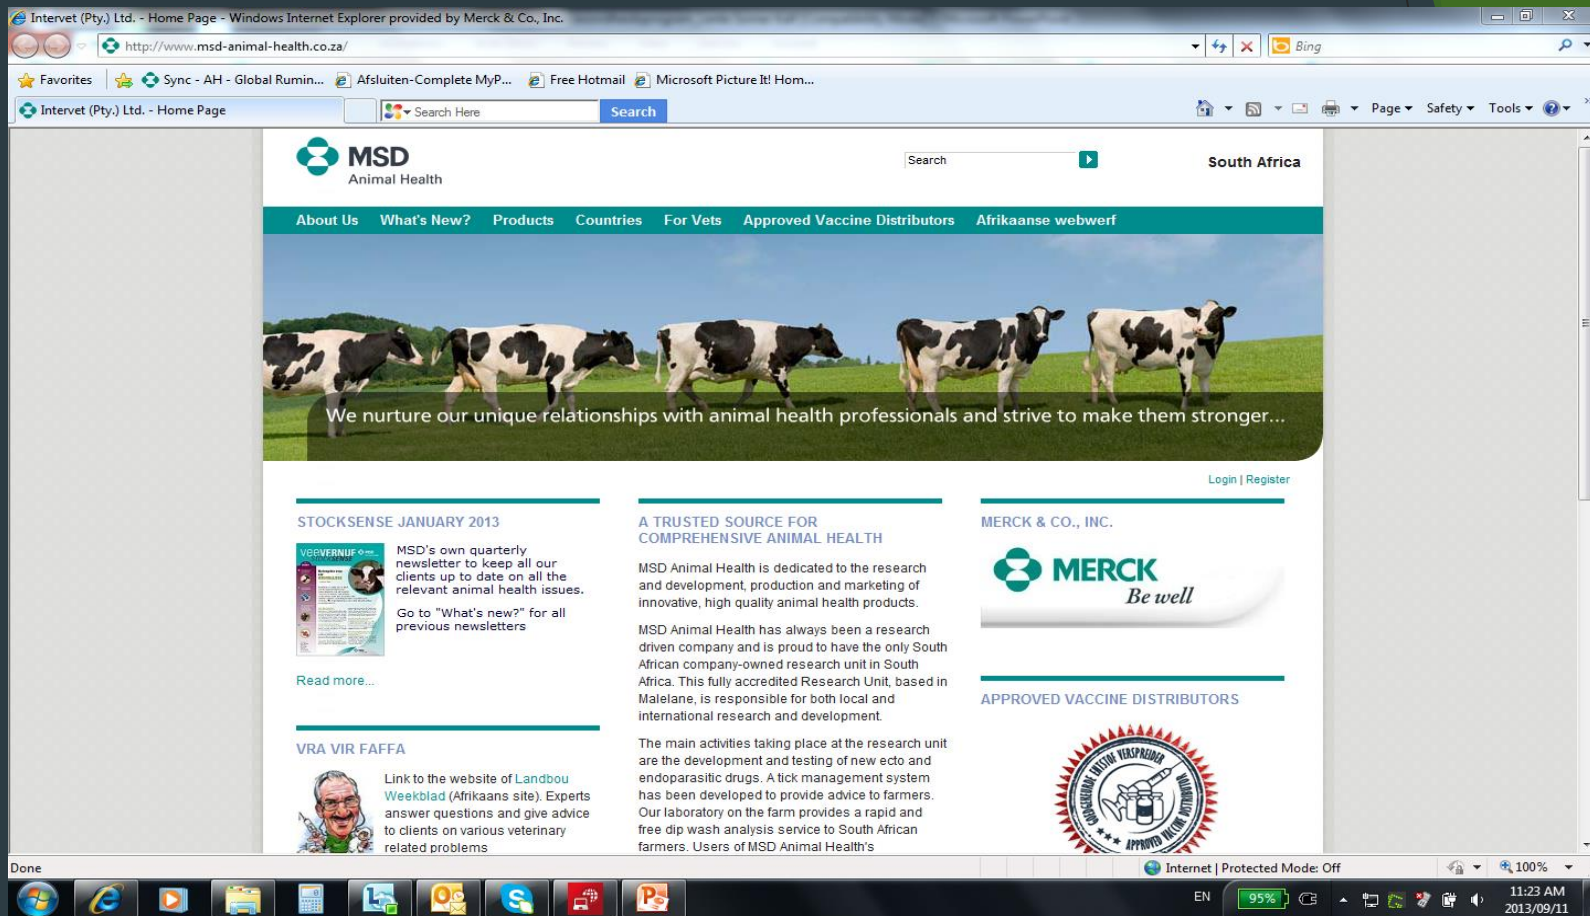 Intervet (Pty.) Ltd. - Home Page - Windows Internet Explorer provided by Merck & Co., Inc.
http://www.msd-animal-health.co.za/
Bing
Favorites
Sync - AH - Global Rumin...
Afsluiten-Complete MyP...
Free Hotmail
Microsoft Picture It! Hom...
Intervet (Pty.) Ltd. - Home Page
Search Here
Search
Page
Safety
Tools
MSD
Animal Health
Search
South Africa
About Us What's New? Products Countries For Vets Approved Vaccine Distributors Afrikaanse webwerf
We nurture our unique relationships with animal health professionals and strive to make them stronger...
Login | Register
STOCKSENSE JANUARY 2013
VEEVERNUF
STOCKSENSE
MSD's own quarterly
newsletter to keep all our
clients up to date on all the
relevant animal health issues.
Go to "What's new?" for all
previous newsletters
Read more...
VRA VIR FAFFA
Link to the website of Landbou
Weekblad (Afrikaans site). Experts
answer questions and give advice
to clients on various veterinary
related problems
A TRUSTED SOURCE FOR
COMPREHENSIVE ANIMAL HEALTH
MSD Animal Health is dedicated to the research
and development, production and marketing of
innovative, high quality animal health products.
MSD Animal Health has always been a research
driven company and is proud to have the only South
African company-owned research unit in South
Africa. This fully accredited Research Unit, based in
Malelane, is responsible for both local and
international research and development.
The main activities taking place at the research unit
are the development and testing of new ecto and
endoparasitic drugs. A tick management system
has been developed to provide advice to farmers.
Our laboratory on the farm provides a rapid and
free dip wash analysis service to South African
farmers. Users of MSD Animal Health's
MERCK & CO., INC.
MERCK
Be well
APPROVED VACCINE DISTRIBUTORS
GOEDGEKEURDE ENTSTOF VERSPREIDER
APPROVED VACCINE
Done
Internet | Protected Mode: Off
100%
EN
95%
11:23 AM
2013/09/11